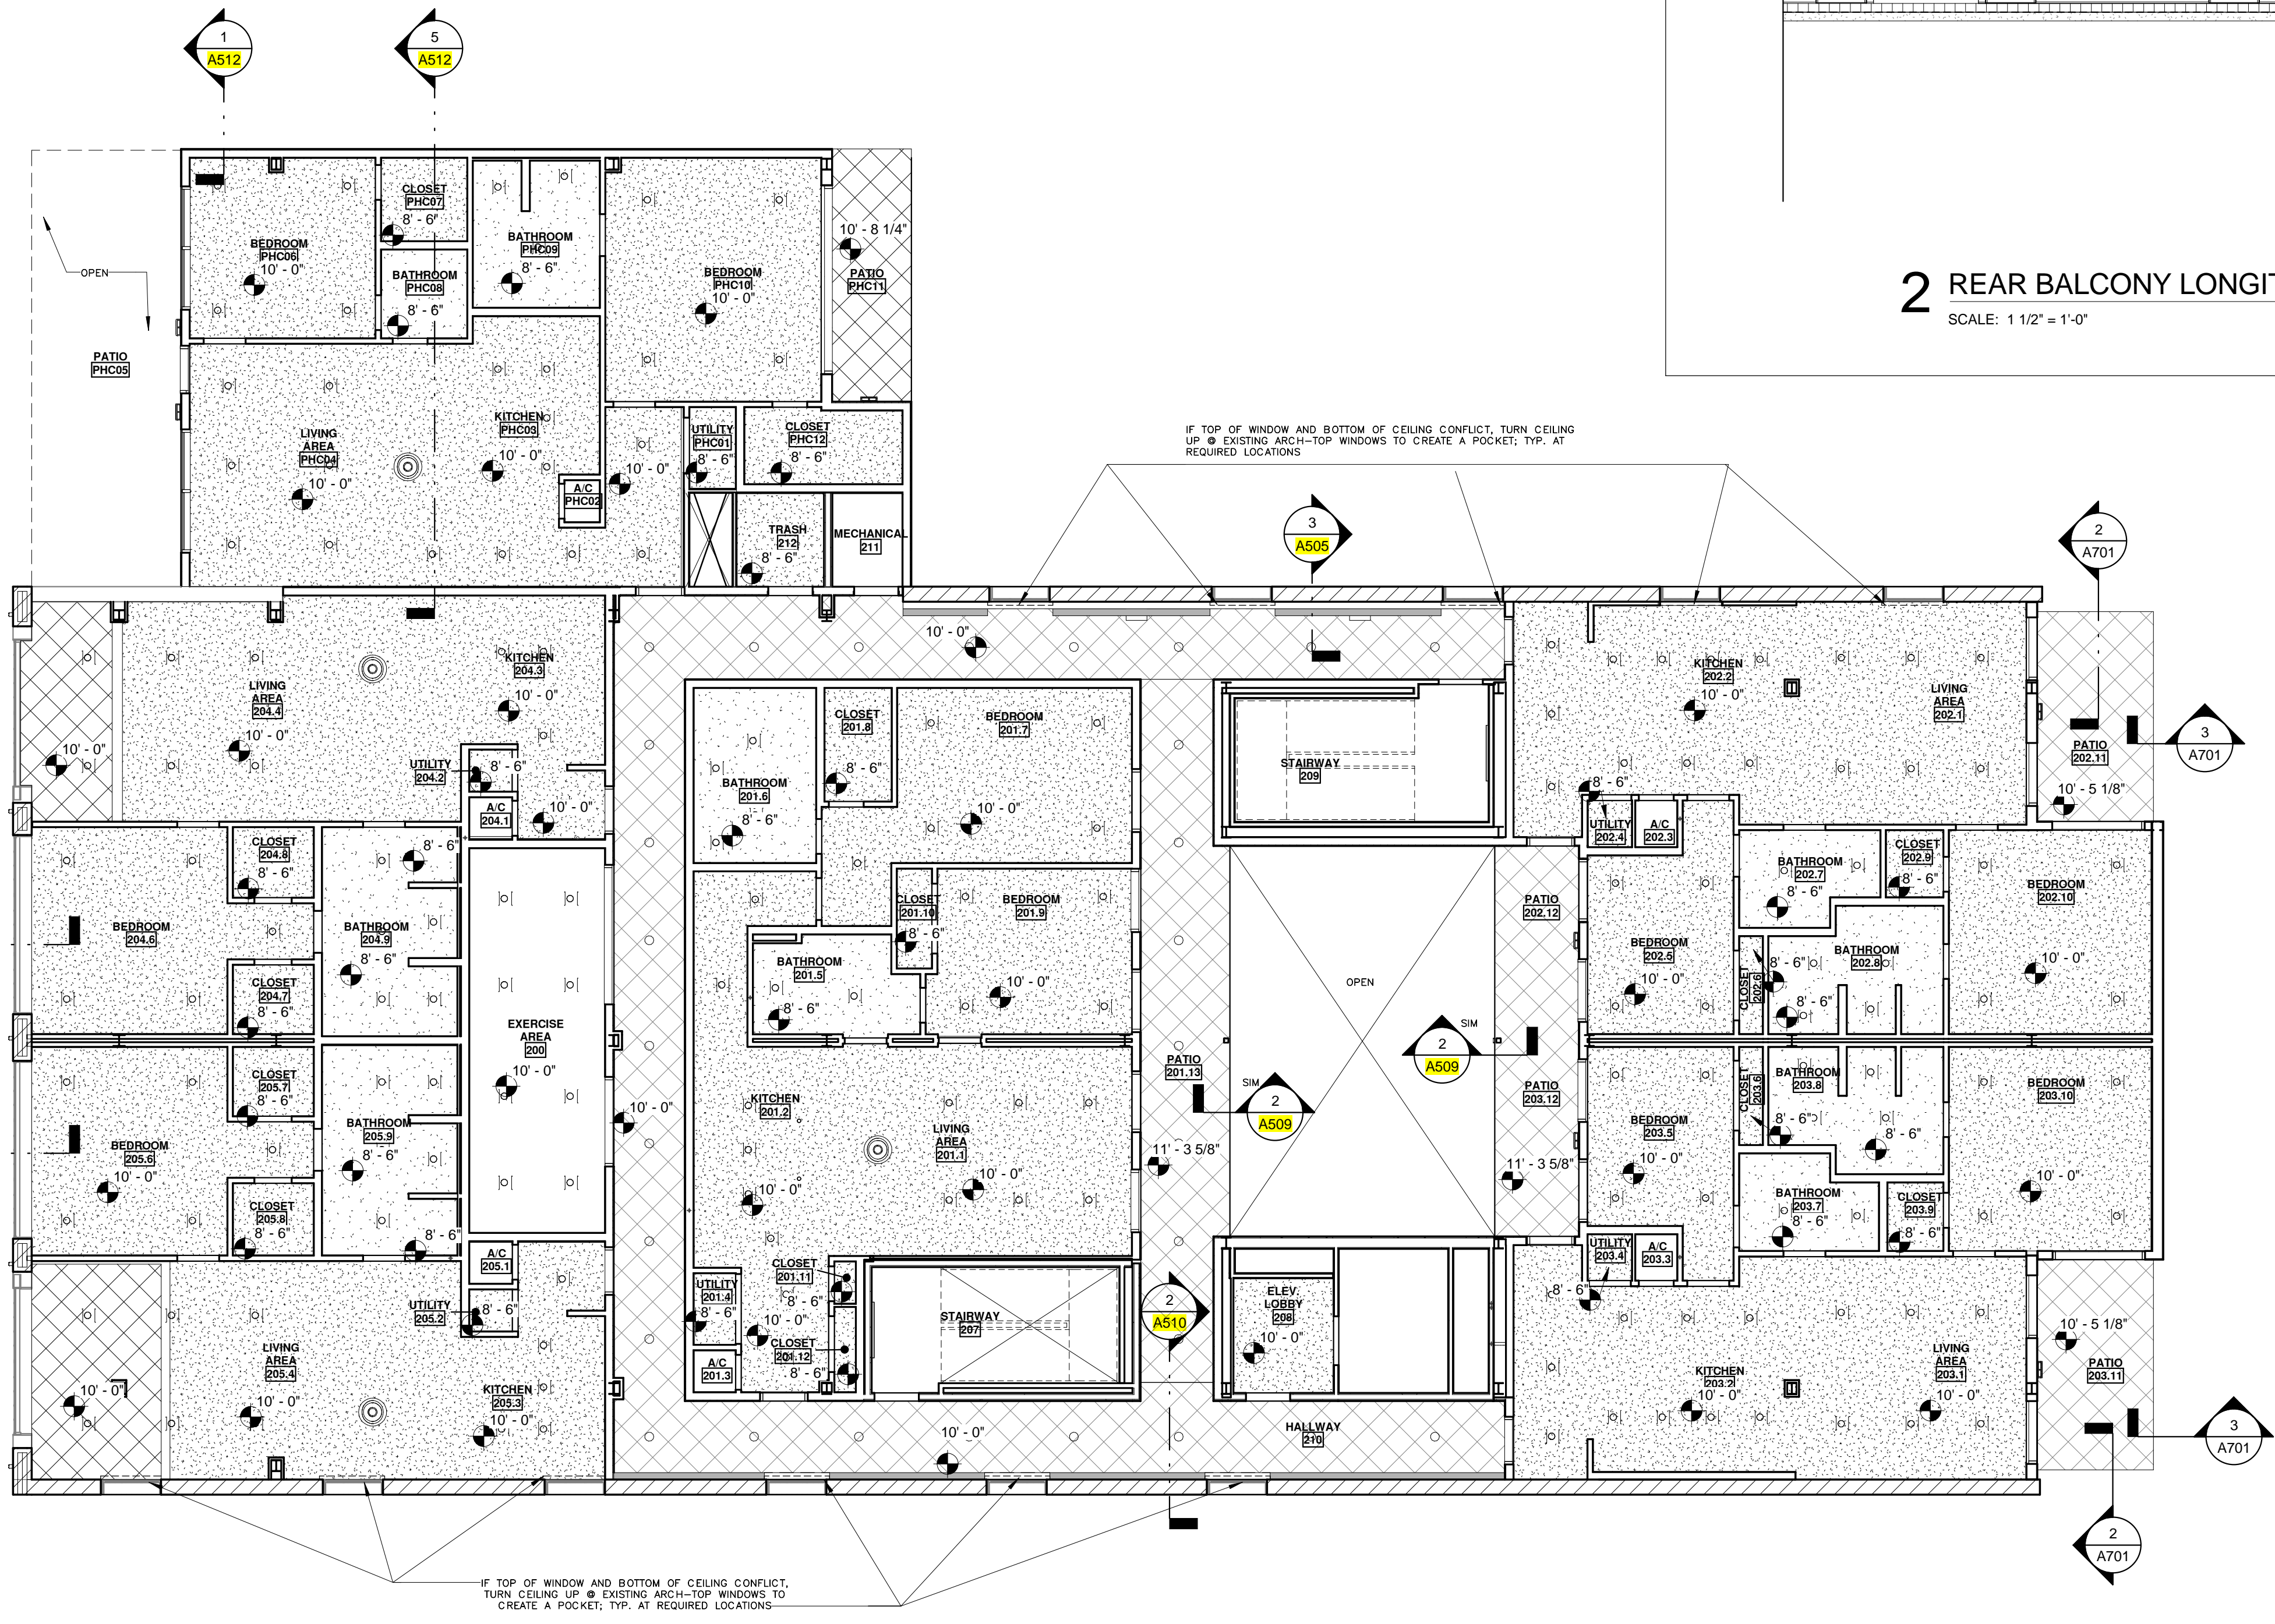 1
A512
5
A512
2 REAR BALCONY LONGIT
SCALE: 1 1/2" = 1'-0"
OPEN
PATIO
PHC05
BEDROOM
PHC06
10' - 0"
CLOSET
PHC07
8' - 6"
BATHROOM
PHC08
8' - 6"
BATHROOM
PHC09
8' - 6"
BEDROOM
PHC10
10' - 0"
10' - 8 1/4"
PATIO
PHC11
LIVING
AREA
PHC04
10' - 0"
KITCHEN
PHC03
10' - 0"
A/C
PHC02
10' - 0"
UTILITY
PHC01
8' - 6"
CLOSET
PHC12
8' - 6"
TRASH
212
8' - 6"
MECHANICAL
211
IF TOP OF WINDOW AND BOTTOM OF CEILING CONFLICT, TURN CEILING
UP @ EXISTING ARCH-TOP WINDOWS TO CREATE A POCKET; TYP. AT
REQUIRED LOCATIONS
3
A505
2
A701
3
A701
10' - 0"
LIVING
AREA
204.4
10' - 0"
KITCHEN
204.3
10' - 0"
10' - 0"
UTILITY
204.2
8' - 6"
A/C
204.1
10' - 0"
CLOSET
204.8
8' - 6"
BEDROOM
204.6
CLOSET
204.7
8' - 6"
8' - 6"
BATHROOM
204.9
8' - 6"
EXERCISE
AREA
200
10' - 0"
10' - 0"
BEDROOM
205.6
10' - 0"
CLOSET
205.7
8' - 6"
CLOSET
205.8
8' - 6"
BATHROOM
205.9
8' - 6"
8' - 6"
A/C
205.1
UTILITY
205.2
8' - 6"
LIVING
AREA
205.4
10' - 0"
10' - 0"
KITCHEN
205.3
10' - 0"
BATHROOM
201.6
8' - 6"
CLOSET
201.8
8' - 6"
BEDROOM
201.7
10' - 0"
CLOSET
201.10
8' - 6"
BEDROOM
201.9
10' - 0"
BATHROOM
201.5
8' - 6"
KITCHEN
201.2
10' - 0"
LIVING
AREA
201.1
10' - 0"
CLOSET
201.11
8' - 6"
UTILITY
201.4
8' - 6"
10' - 0"
CLOSET
201.12
8' - 6"
A/C
201.3
STAIRWAY
207
STAIRWAY
209
OPEN
PATIO
201.13
11' - 3 5/8"
SIM
2
A509
SIM
2
A509
PATIO
202.12
PATIO
203.12
11' - 3 5/8"
2
A510
ELEV.
LOBBY
208
10' - 0"
HALLWAY
210
10' - 0"
KITCHEN
202.2
10' - 0"
LIVING
AREA
202.1
PATIO
202.11
10' - 5 1/8"
8' - 6"
UTILITY
202.4
A/C
202.3
BATHROOM
202.7
8' - 6"
CLOSET
202.9
8' - 6"
BEDROOM
202.10
10' - 0"
BEDROOM
202.5
10' - 0"
CLOSET
202.6
8' - 6"
BATHROOM
202.8
8' - 6"
BEDROOM
203.5
10' - 0"
CLOSET
203.6
8' - 6"
BATHROOM
203.8
8' - 6"
BEDROOM
203.10
10' - 0"
BATHROOM
203.7
8' - 6"
CLOSET
203.9
8' - 6"
UTILITY
203.4
A/C
203.3
8' - 6"
KITCHEN
203.2
10' - 0"
LIVING
AREA
203.1
10' - 0"
10' - 5 1/8"
PATIO
203.11
3
A701
2
A701
IF TOP OF WINDOW AND BOTTOM OF CEILING CONFLICT,
TURN CEILING UP @ EXISTING ARCH-TOP WINDOWS TO
CREATE A POCKET; TYP. AT REQUIRED LOCATIONS